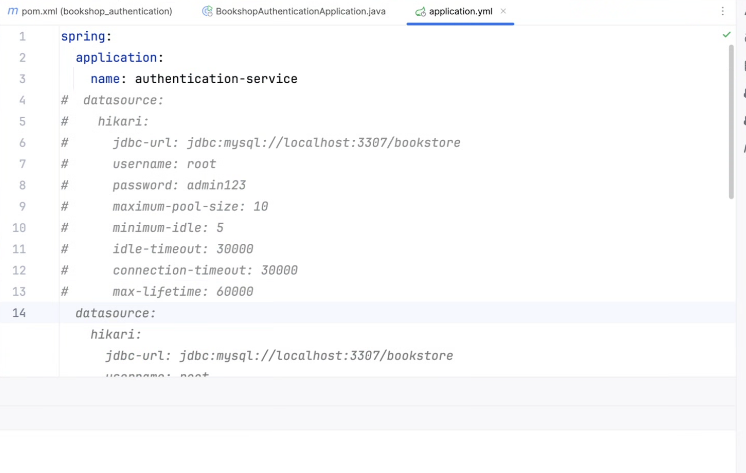 pom.xml (bookshop_authentication) BookshopAuthenticationApplication.java application.yml
1 spring:
2 application:
3 name: authentication-service
4 # datasource:
5 # hikari:
6 # jdbc-url: jdbc:mysql://localhost:3307/bookstore
7 # username: root
8 # password: admin123
9 # maximum-pool-size: 10
10 # minimum-idle: 5
11 # idle-timeout: 30000
12 # connection-timeout: 30000
13 # max-lifetime: 60000
14 datasource:
hikari:
jdbc-url: jdbc:mysql://localhost:3307/bookstore
username: root